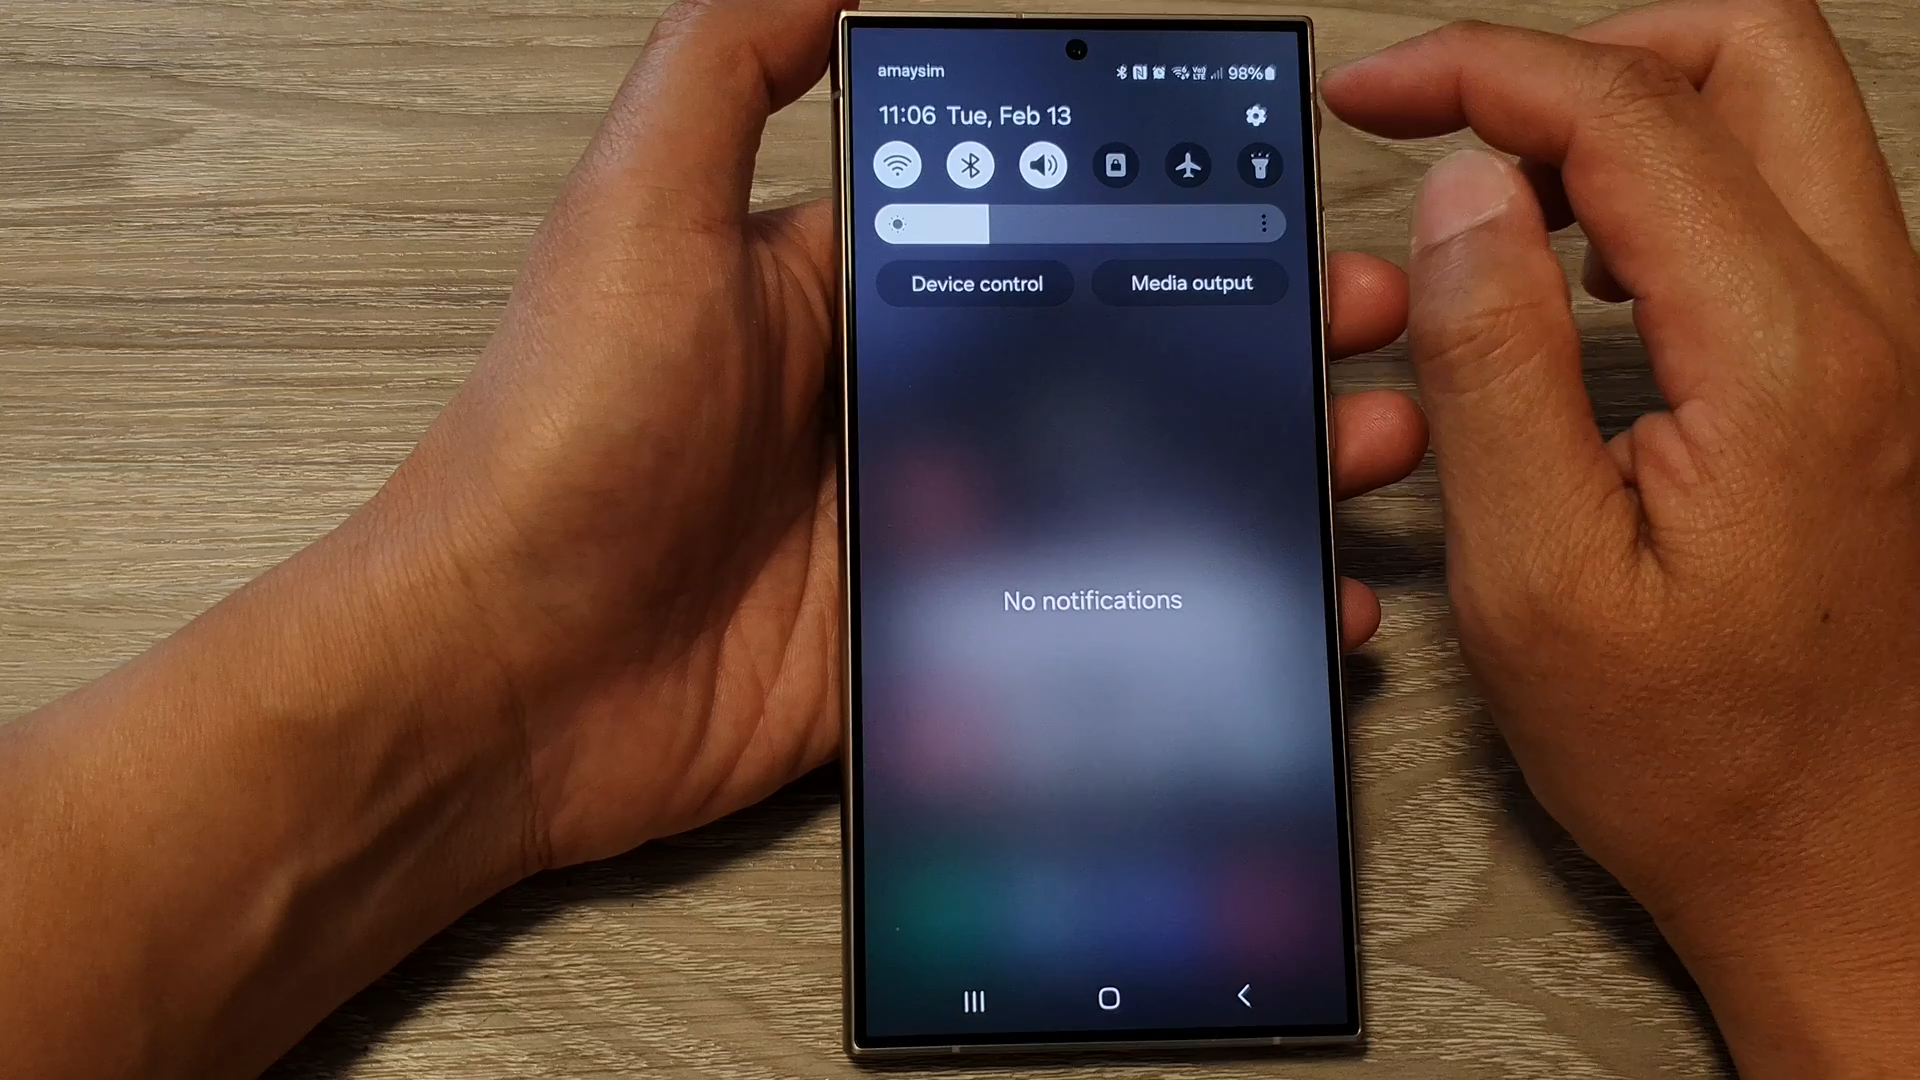 amaysim 98%
11:06 Tue, Feb 13
Device control Media output
No notifications